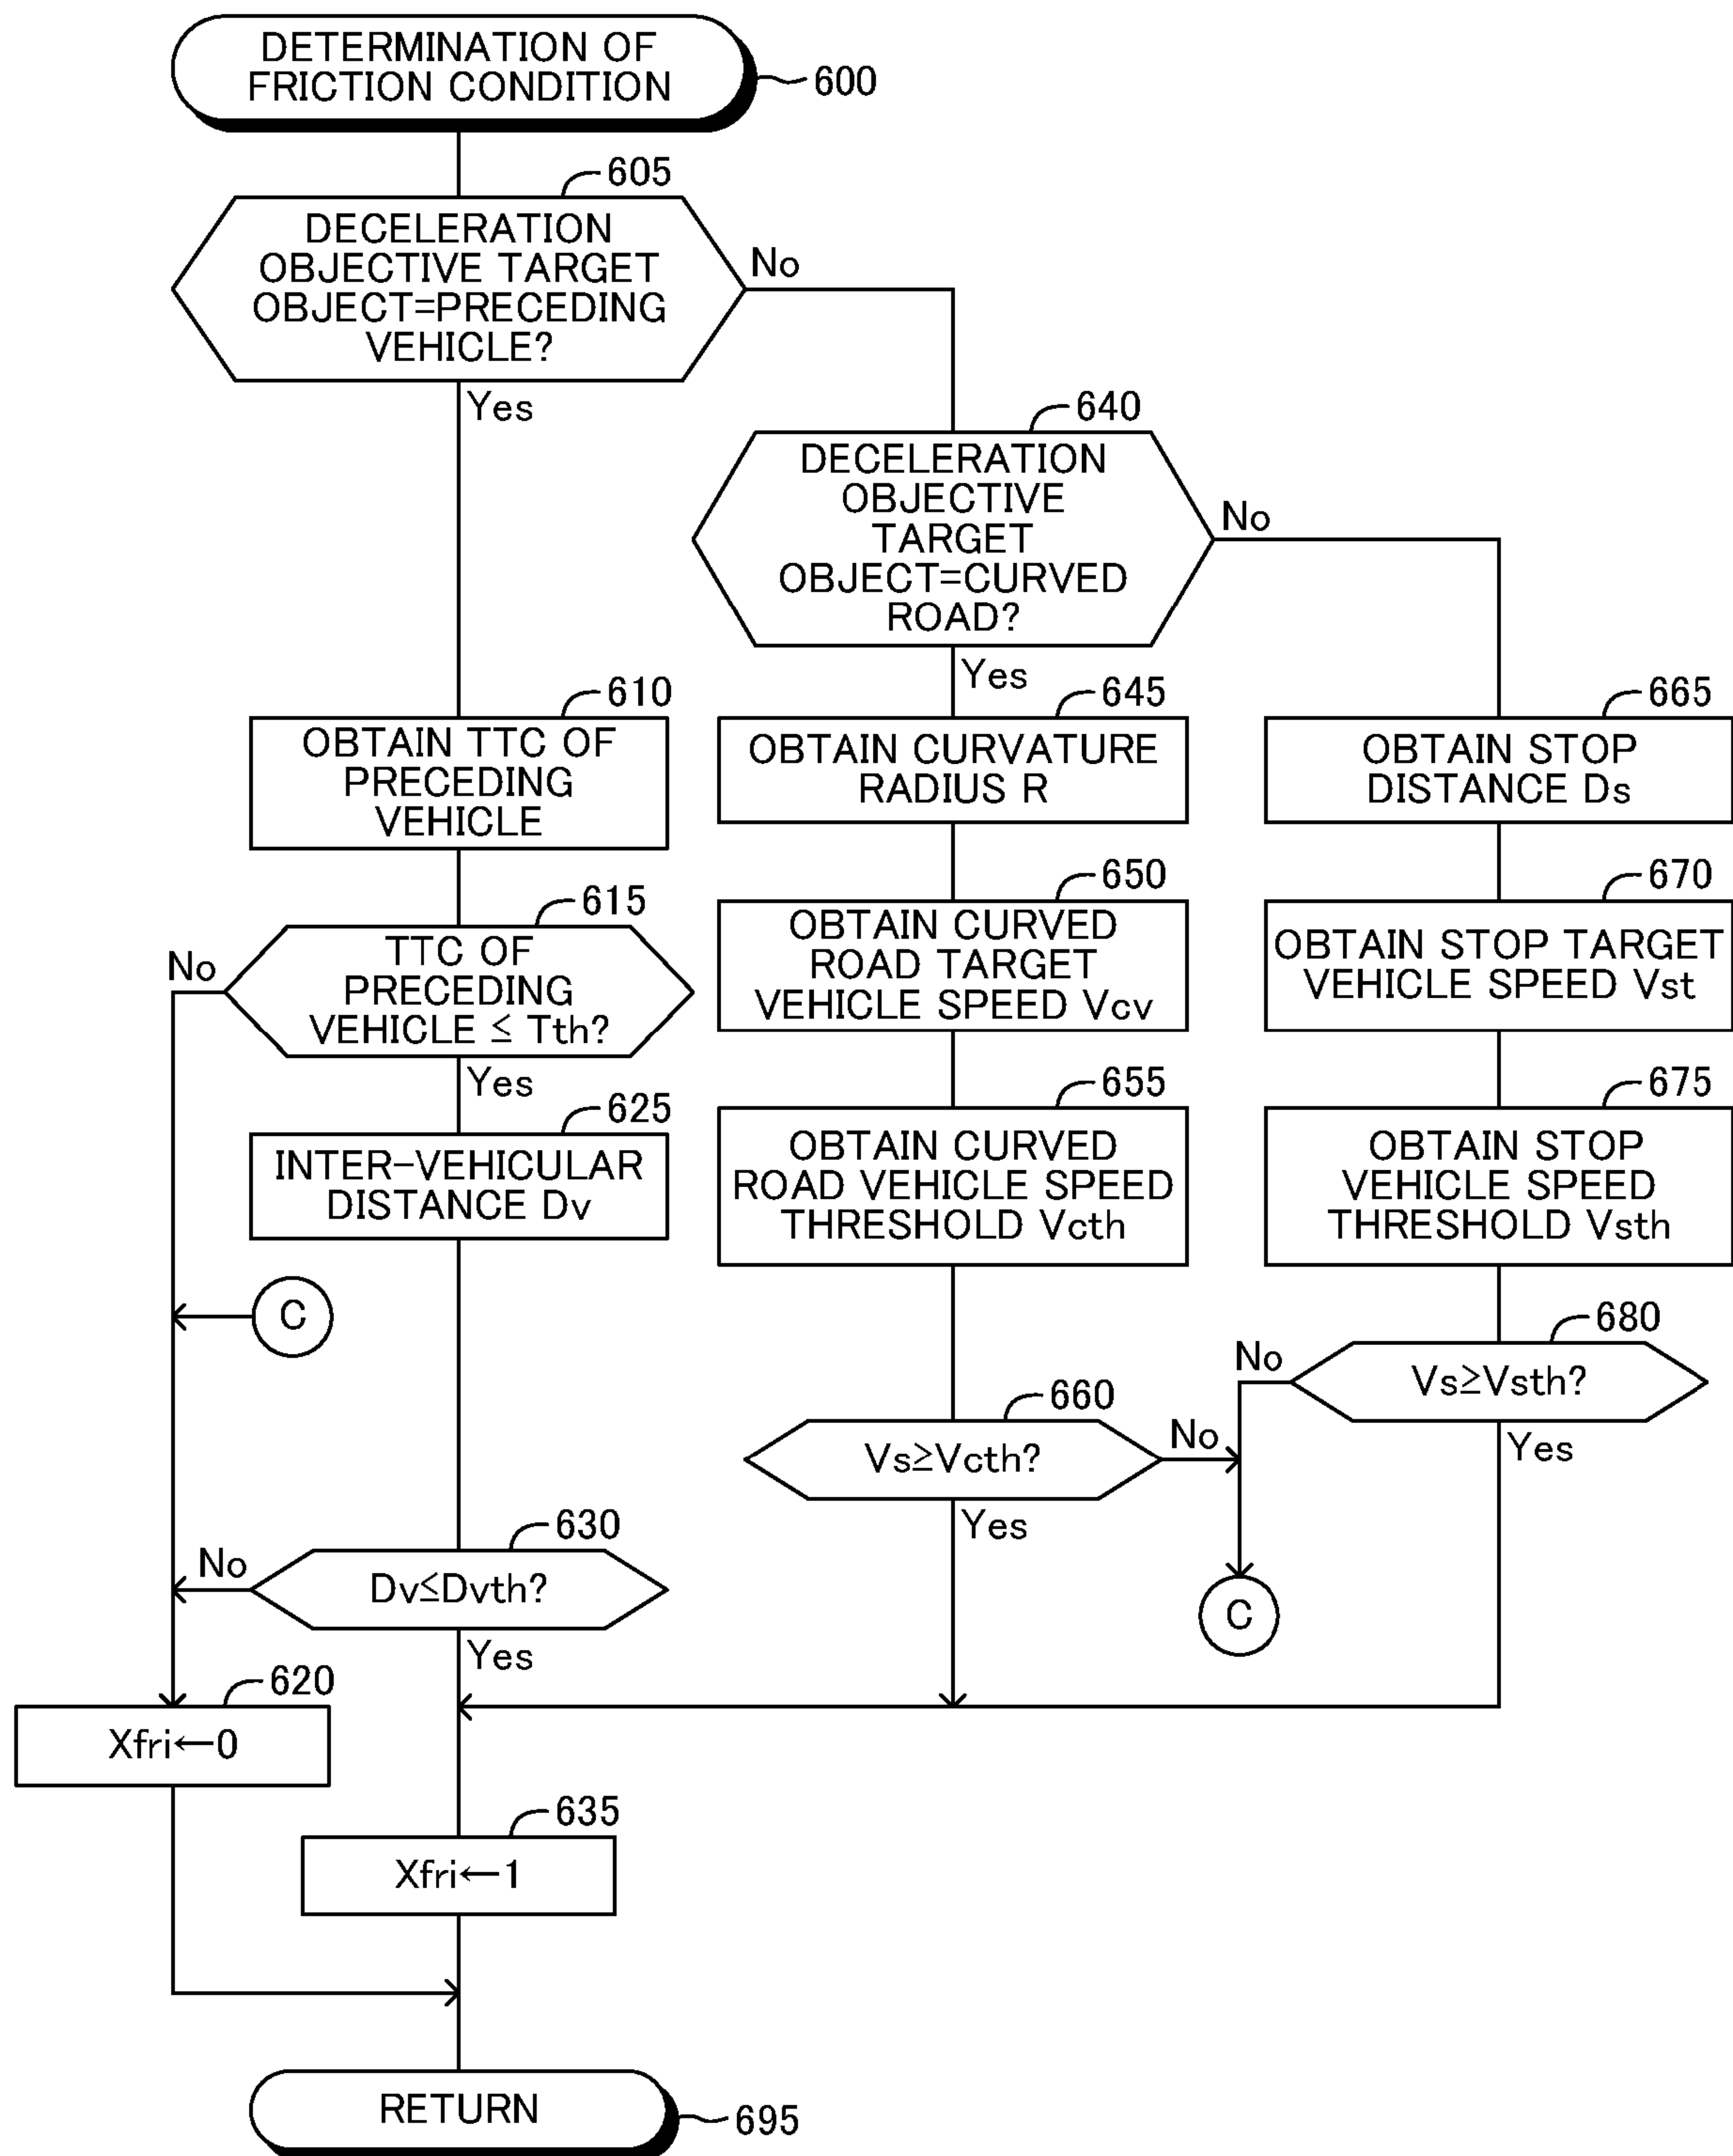 DETERMINATION OF
FRICTION CONDITION
600
605
DECELERATION
OBJECTIVE TARGET
OBJECT=PRECEDING
VEHICLE?
No
Yes
640
DECELERATION
OBJECTIVE
TARGET
OBJECT=CURVED
ROAD?
No
Yes
610
OBTAIN TTC OF
PRECEDING
VEHICLE
645
OBTAIN CURVATURE
RADIUS R
665
OBTAIN STOP
DISTANCE Ds
615
TTC OF
PRECEDING
VEHICLE ≤ Tth?
No
Yes
650
OBTAIN CURVED
ROAD TARGET
VEHICLE SPEED Vcv
670
OBTAIN STOP TARGET
VEHICLE SPEED Vst
625
INTER-VEHICULAR
DISTANCE Dv
655
OBTAIN CURVED
ROAD VEHICLE SPEED
THRESHOLD Vcth
675
OBTAIN STOP
VEHICLE SPEED
THRESHOLD Vsth
C
680
Vs≥Vsth?
No
Yes
660
Vs≥Vcth?
No
Yes
630
Dv≤Dvth?
No
Yes
C
620
Xfri←0
635
Xfri←1
RETURN
695